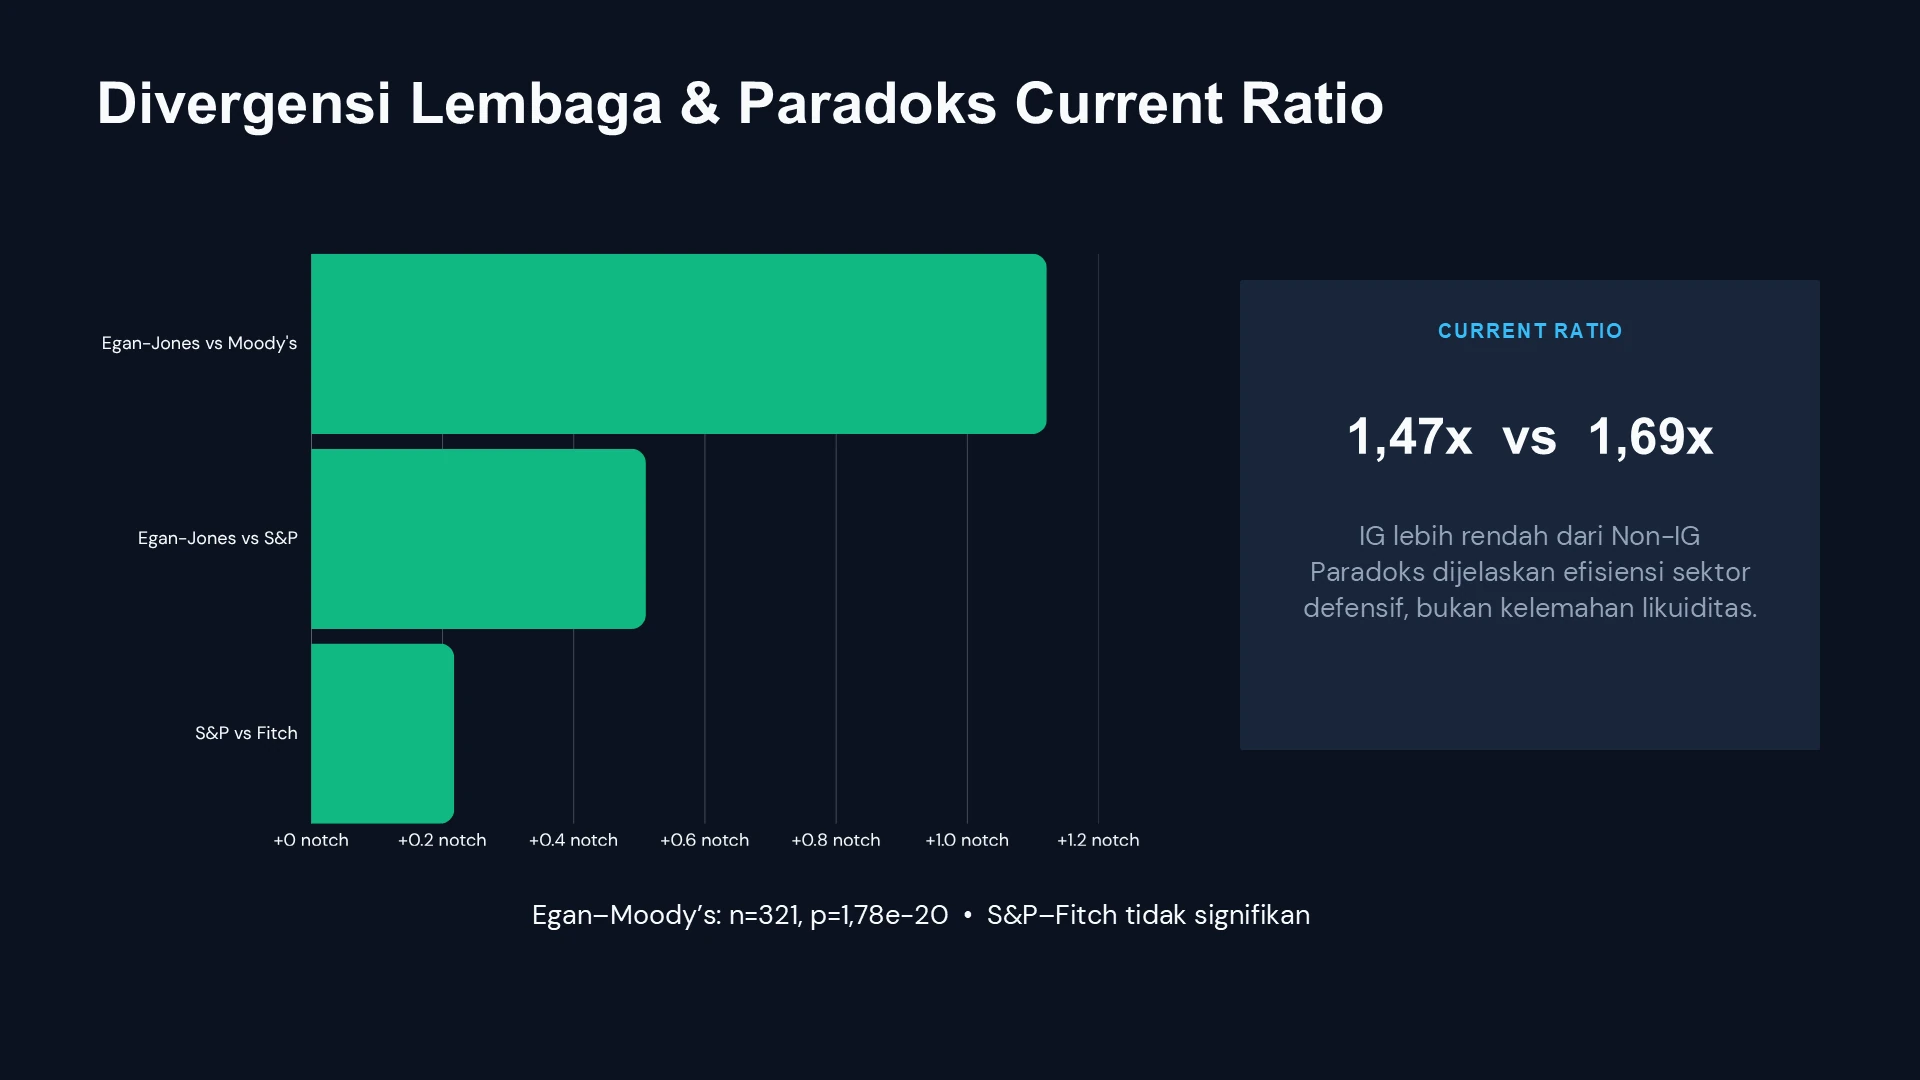 Divergensi Lembaga & Paradoks Current Ratio
Egan-Jones vs Moody's
Egan-Jones vs S&P
S&P vs Fitch
+0 notch
+0.2 notch
+0.4 notch
+0.6 notch
+0.8 notch
+1.0 notch
+1.2 notch
CURRENT RATIO
1,47x vs 1,69x
IG lebih rendah dari Non-IG
Paradoks dijelaskan efisiensi sektor
defensif, bukan kelemahan likuiditas.
Egan–Moody’s: n=321, p=1,78e-20 • S&P–Fitch tidak signifikan